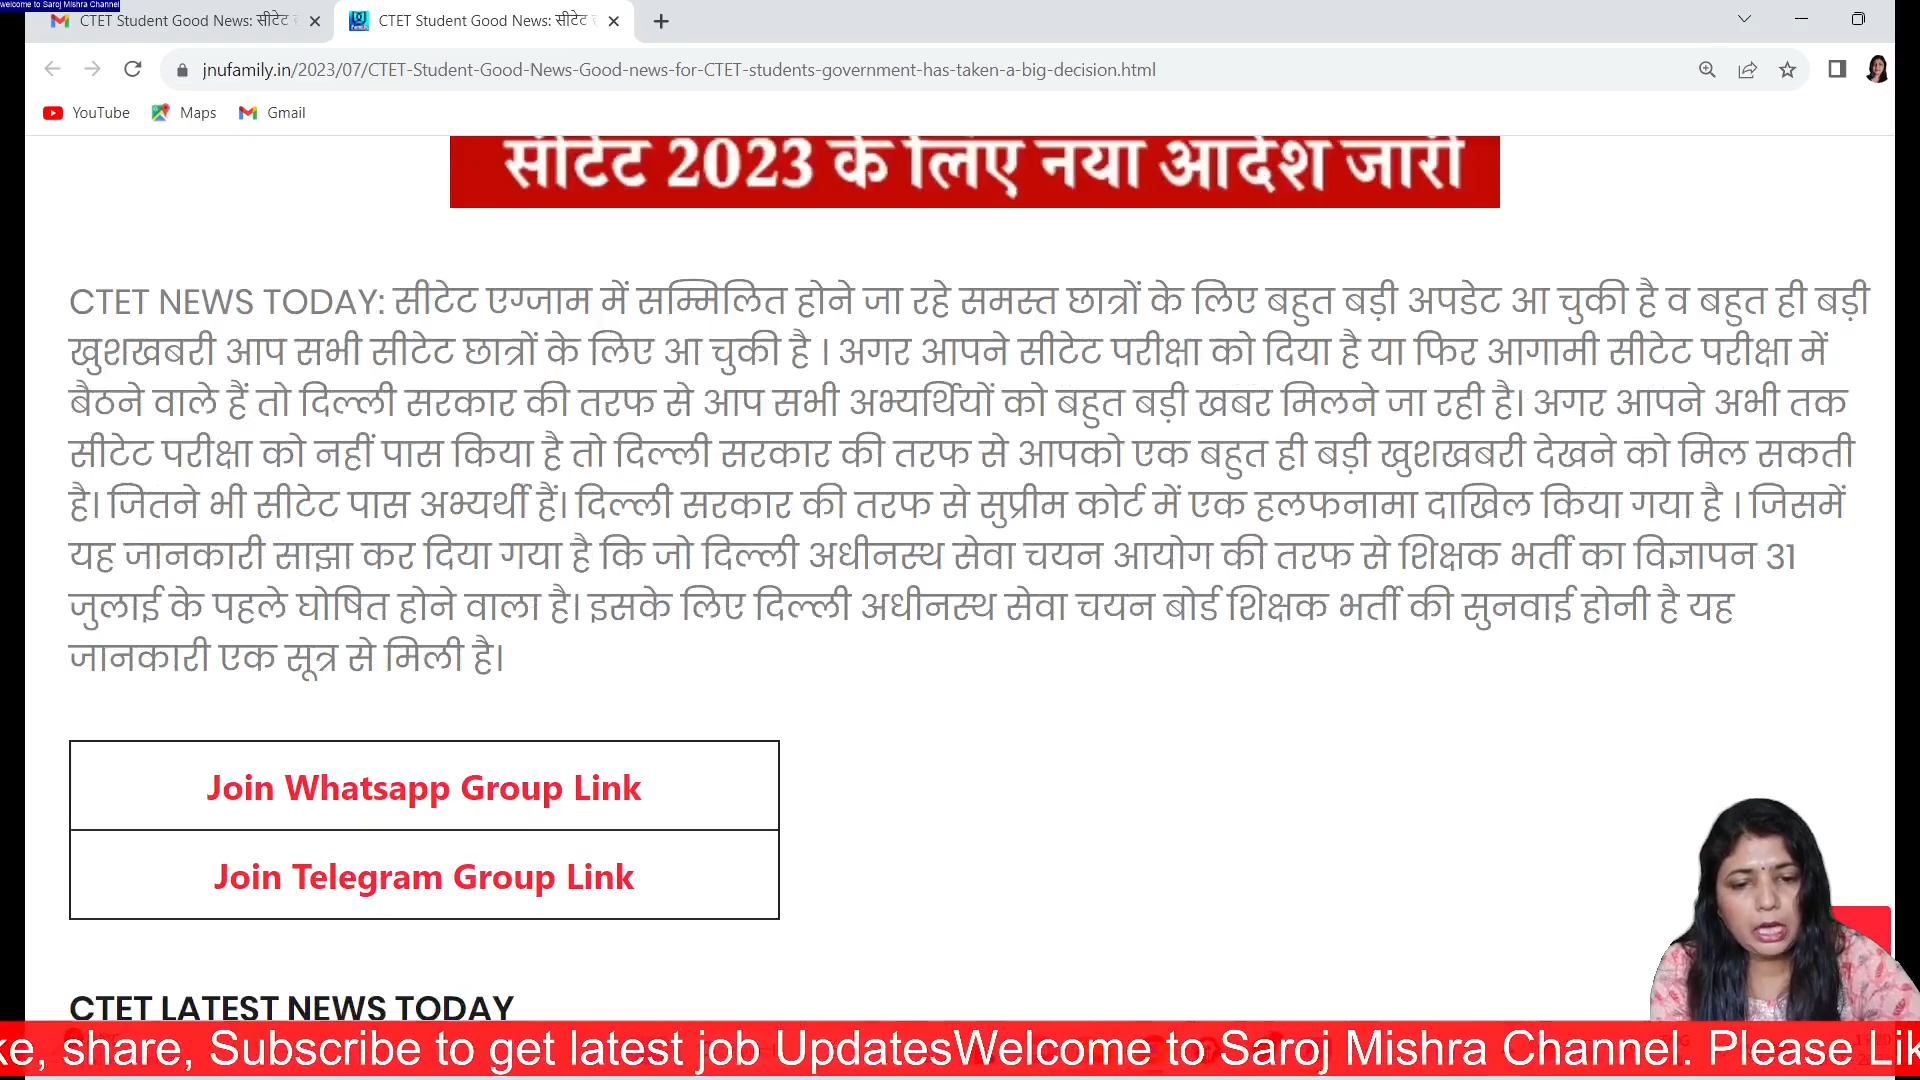 welcome to Saroj Mishra Channel
CTET Student Good News: सीटेट
CTET Student Good News: सीटेट
jnufamily.in/2023/07/CTET-Student-Good-News-Good-news-for-CTET-students-government-has-taken-a-big-decision.html
YouTube
Maps
Gmail
सीटेट 2023 के लिए नया आदेश जारी
CTET NEWS TODAY: सीटेट एग्जाम में सम्मिलित होने जा रहे समस्त छात्रों के लिए बहुत बड़ी अपडेट आ चुकी है व बहुत ही बड़ी
खुशखबरी आप सभी सीटेट छात्रों के लिए आ चुकी है । अगर आपने सीटेट परीक्षा को दिया है या फिर आगामी सीटेट परीक्षा में
बैठने वाले हैं तो दिल्ली सरकार की तरफ से आप सभी अभ्यर्थियों को बहुत बड़ी खबर मिलने जा रही है। अगर आपने अभी तक
सीटेट परीक्षा को नहीं पास किया है तो दिल्ली सरकार की तरफ से आपको एक बहुत ही बड़ी खुशखबरी देखने को मिल सकती
है। जितने भी सीटेट पास अभ्यर्थी हैं। दिल्ली सरकार की तरफ से सुप्रीम कोर्ट में एक हलफनामा दाखिल किया गया है । जिसमें
यह जानकारी साझा कर दिया गया है कि जो दिल्ली अधीनस्थ सेवा चयन आयोग की तरफ से शिक्षक भर्ती का विज्ञापन 31
जुलाई के पहले घोषित होने वाला है। इसके लिए दिल्ली अधीनस्थ सेवा चयन बोर्ड शिक्षक भर्ती की सुनवाई होनी है यह
जानकारी एक सूत्र से मिली है।
Join Whatsapp Group Link
Join Telegram Group Link
CTET LATEST NEWS TODAY
ke, share, Subscribe to get latest job UpdatesWelcome to Saroj Mishra Channel. Please Lik